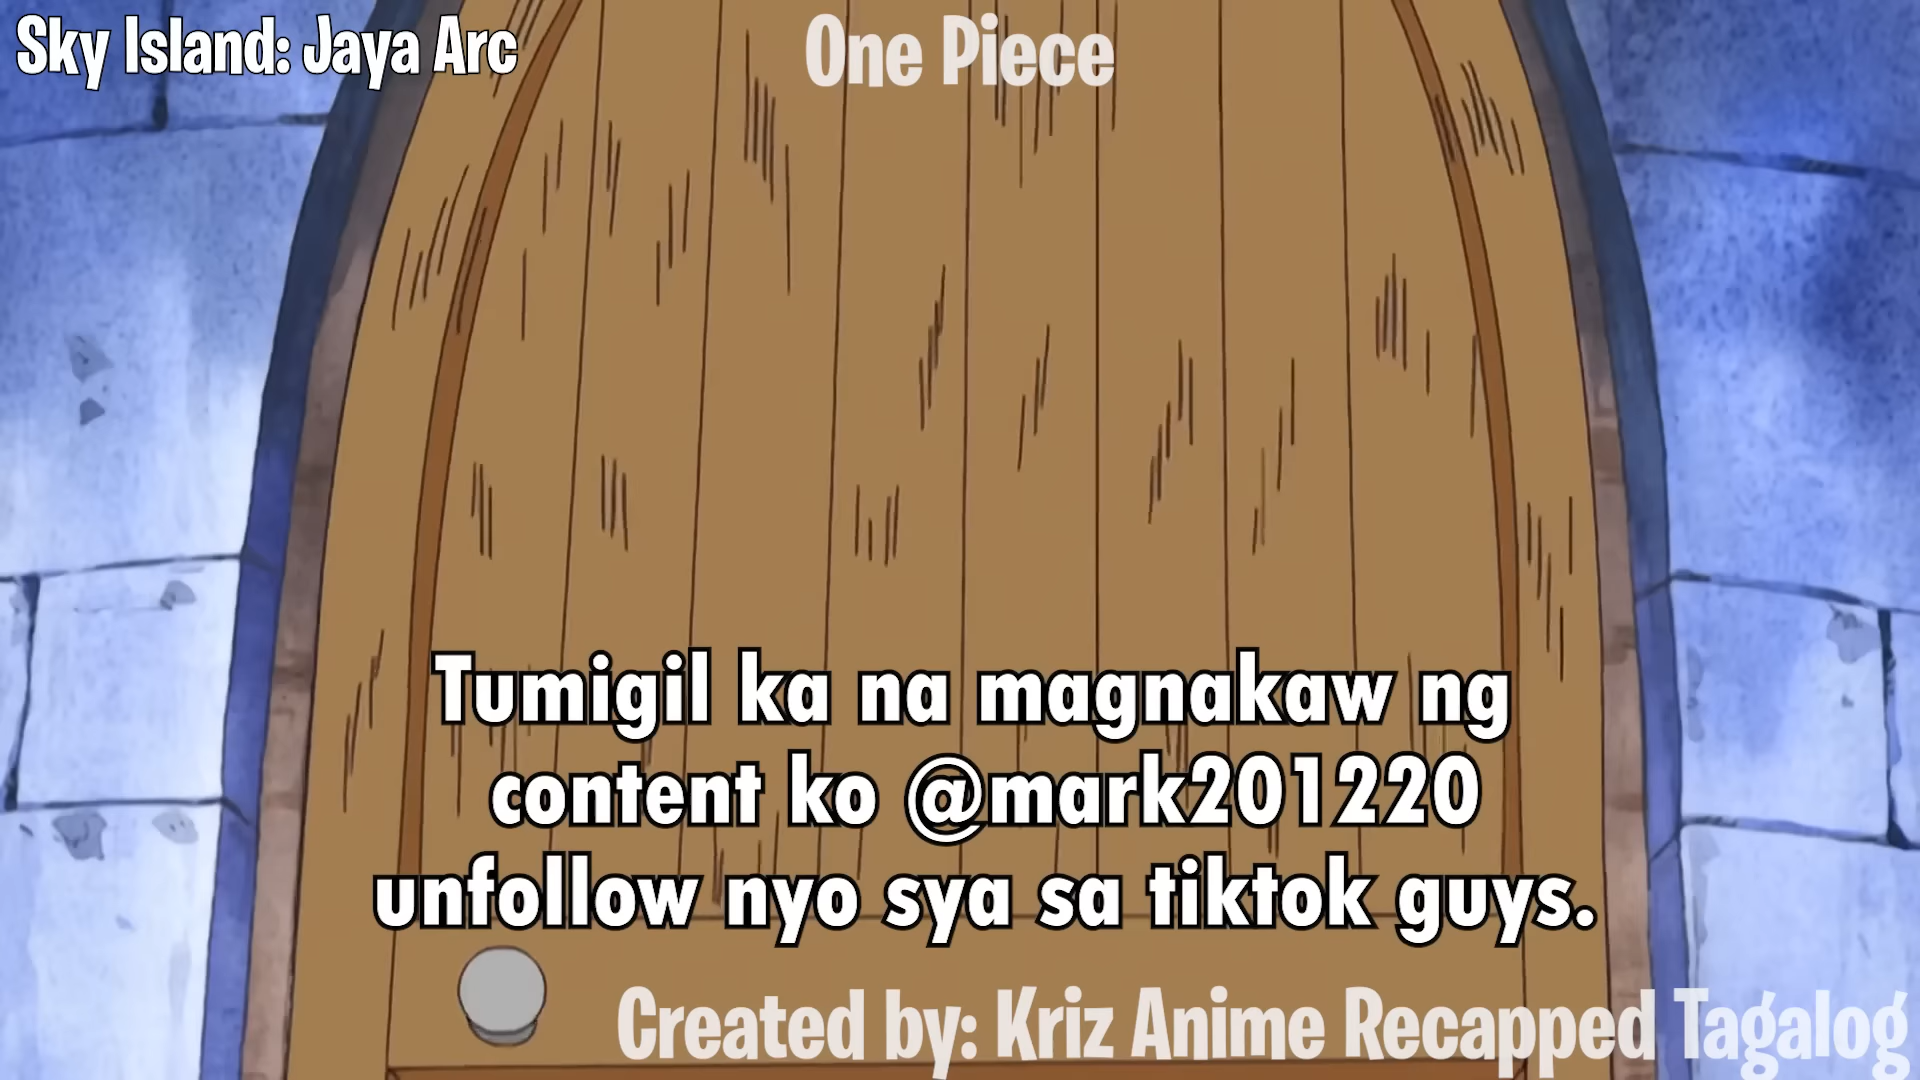 Sky Island: Jaya Arc
One Piece
Tumigil ka na magnakaw ng
content ko @mark201220
unfollow nyo sya sa tiktok guys.
Created by: Kriz Anime Recapped Tagalog